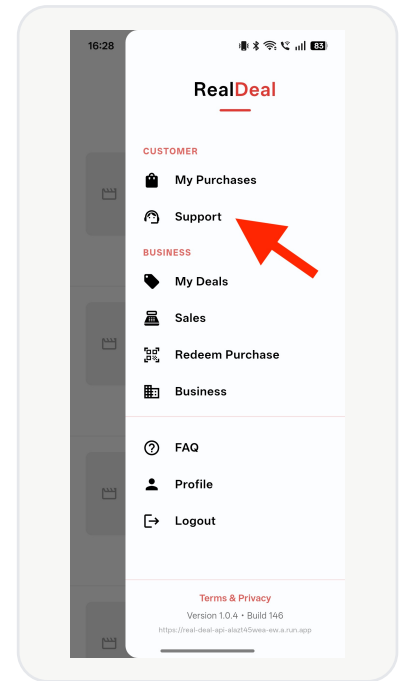 16:28
83
RealDeal
CUSTOMER
My Purchases
Support
BUSINESS
My Deals
Sales
Redeem Purchase
Business
FAQ
Profile
Logout
Terms & Privacy
Version 1.0.4 • Build 146